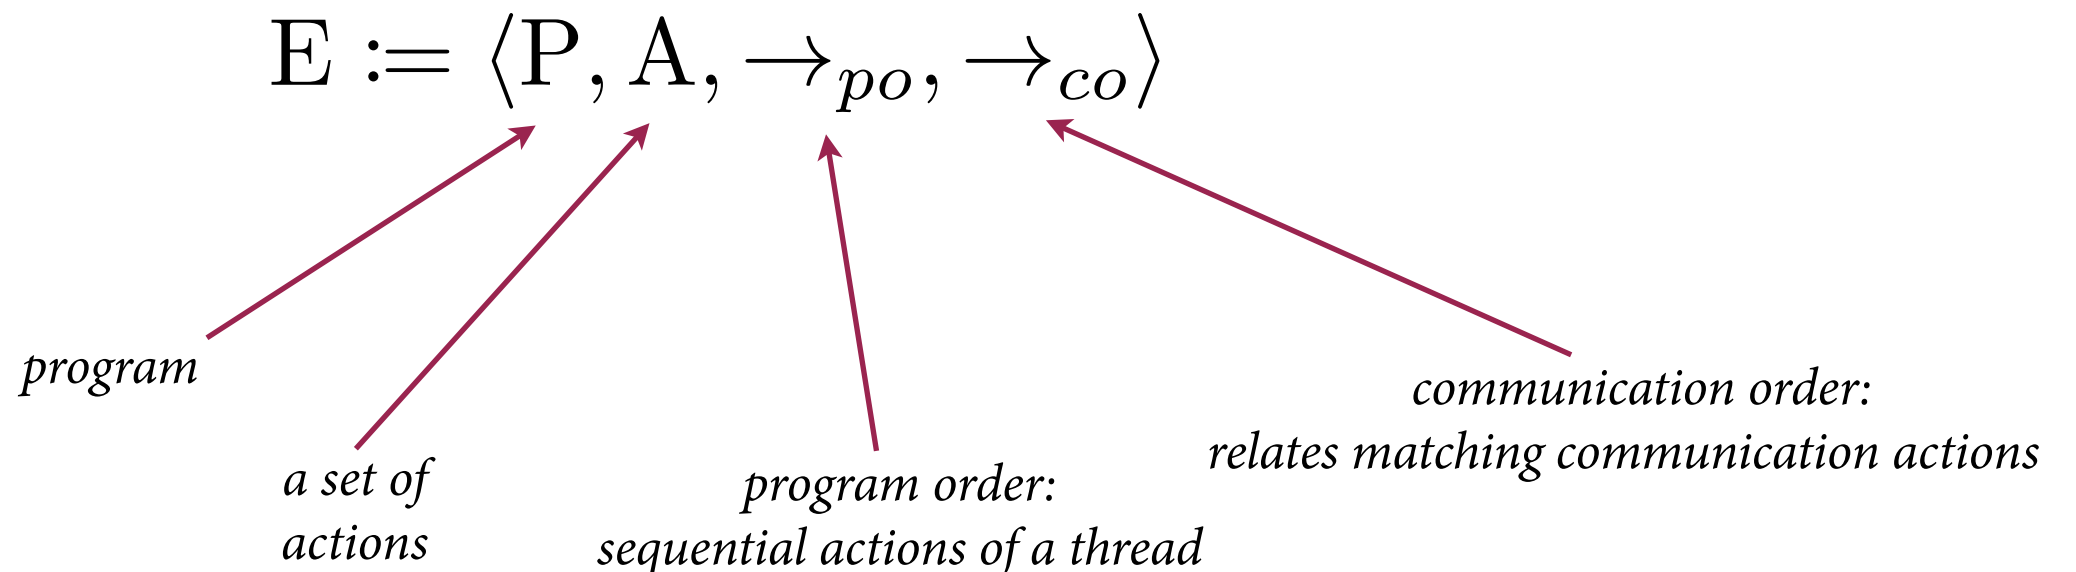 E := ⟨P, A, →po, →co⟩
program
a set of
actions
program order:
sequential actions of a thread
communication order:
relates matching communication actions